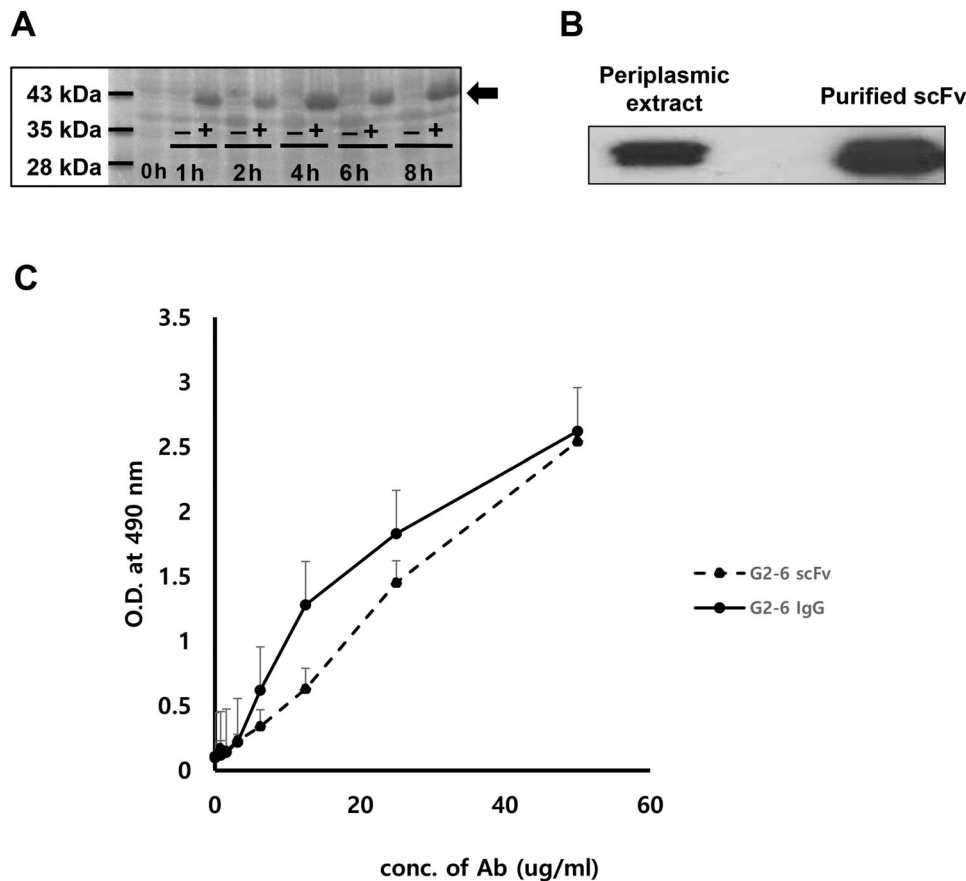 A
43 kDa
35 kDa
28 kDa
− + − + − + − + − +
0h 1h 2h 4h 6h 8h
B
Periplasmic
extract
Purified scFv
C
3.5
3
2.5
2
1.5
1
0.5
0
O.D. at 490 nm
0 20 40 60
conc. of Ab (ug/ml)
G2-6 scFv
G2-6 IgG